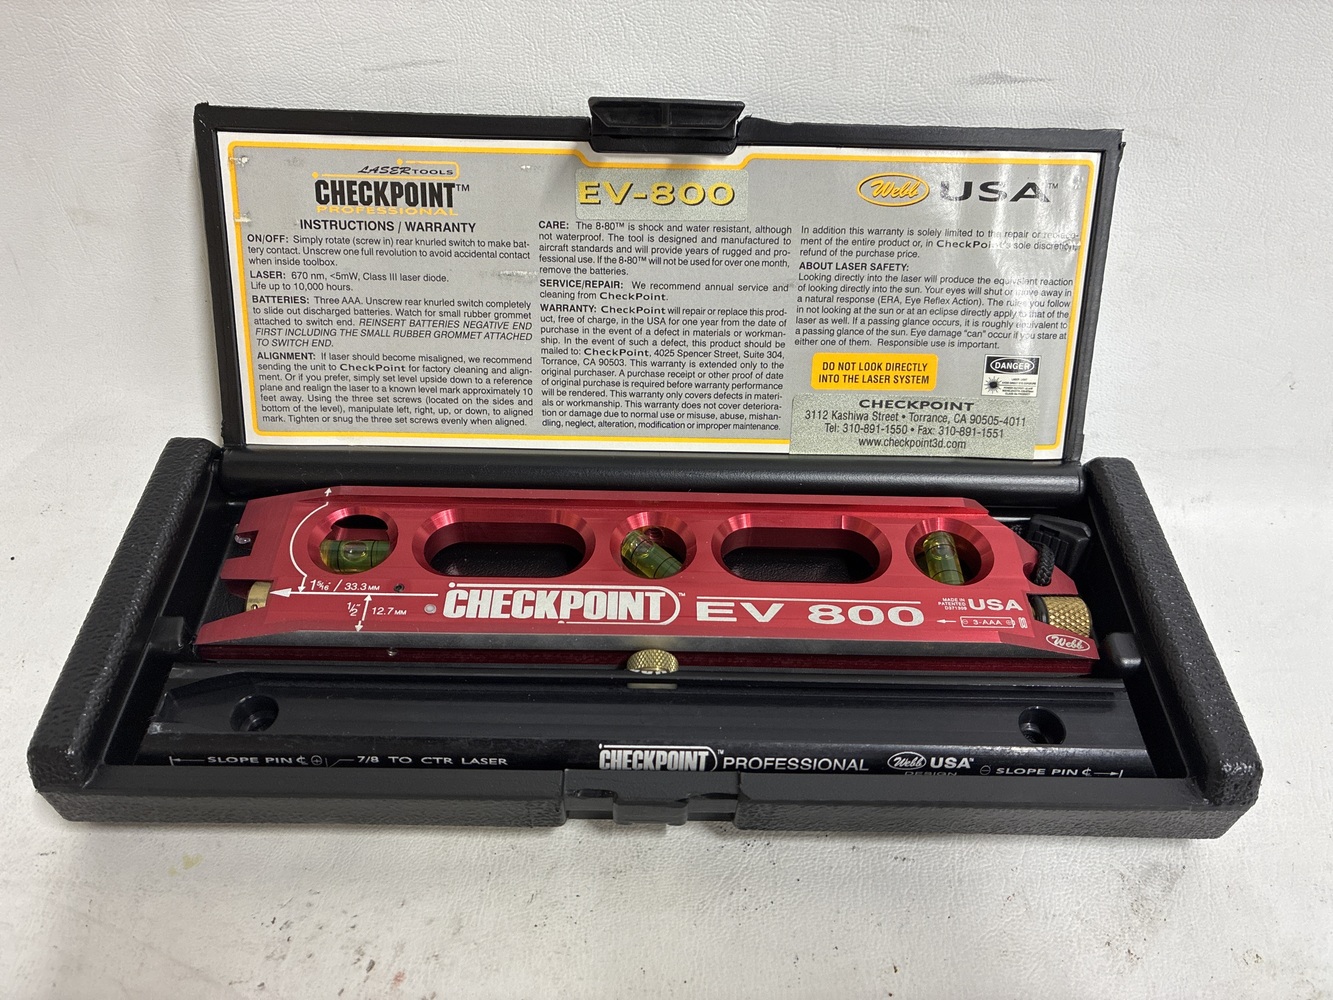 LASERTOOLS
CHECKPOINT™
PROFESSIONAL
INSTRUCTIONS / WARRANTY
ON/OFF: Simply rotate (screw in) rear knurled switch to make bat-
tery contact. Unscrew one full revolution to avoid accidental contact
when inside toolbox.
LASER: 670 nm, <5mW, Class III laser diode.
Life up to 10,000 hours.
BATTERIES: Three AAA. Unscrew rear knurled switch completely
to slide out discharged batteries. Watch for small rubber grommet
attached to switch end. REINSERT BATTERIES NEGATIVE END
FIRST INCLUDING THE SMALL RUBBER GROMMET ATTACHED
TO SWITCH END.
ALIGNMENT: If laser should become misaligned, we recommend
sending the unit to CheckPoint for factory cleaning and align-
ment. Or if you prefer, simply set level upside down to a reference
plane and realign the laser to a known level mark approximately 10
feet away. Using the three set screws (located on the sides and
bottom of the level), manipulate left, right, up, or down, to aligned
mark. Tighten or snug the three set screws evenly when aligned.
EV-800
CARE: The 8-80™ is shock and water resistant, although
not waterproof. The tool is designed and manufactured to
aircraft standards and will provide years of rugged and pro-
fessional use. If the 8-80™ will not be used for over one month,
remove the batteries.
SERVICE/REPAIR: We recommend annual service and
cleaning from CheckPoint.
WARRANTY: CheckPoint will repair or replace this prod-
uct, free of charge, in the USA for one year from the date of
purchase in the event of a defect in materials or workman-
ship. In the event of such a defect, the product should be
mailed to: CheckPoint, 4025 Spencer Street, Suite 304,
Torrance, CA 90503. This warranty is extended only to the
original purchaser. A purchase receipt or other proof of date
of original purchase is required before warranty performance
will be rendered. This warranty only covers defects in materi-
als or workmanship. This warranty does not cover deteriora-
tion or damage due to normal use or misuse, abuse, mishan-
dling, neglect, alteration, modification or improper maintenance.
Webb USA™
In addition this warranty is solely limited to the repair or replace-
ment of the entire product or, in CheckPoint's sole discretion,
refund of the purchase price.
ABOUT LASER SAFETY:
Looking directly into the laser will produce the equivalent reaction
of looking directly into the sun. Your eyes will shut or move away in
a natural response (ERA, Eye Reflex Action). The rules you follow
in not looking at the sun or at an eclipse directly apply to that of the
laser as well. If a passing glance occurs, it is roughly equivalent to
a passing glance of the sun. Eye damage "can" occur if you stare at
either one of them. Responsible use is important.
DO NOT LOOK DIRECTLY
INTO THE LASER SYSTEM
DANGER
CHECKPOINT
3112 Kashiwa Street • Torrance, CA 90505-4011
Tel: 310-891-1550 • Fax: 310-891-1551
www.checkpoint3d.com
1 5/16" / 33.3 MM
1/2" 12.7 MM
CHECKPOINT™ EV 800
MADE IN USA
PATENTED
3-AAA
Webb
SLOPE PIN ℄ ⊕ 7/8 TO CTR LASER
CHECKPOINT™ PROFESSIONAL
Webb USA™
DESIGN
⊖ SLOPE PIN ℄